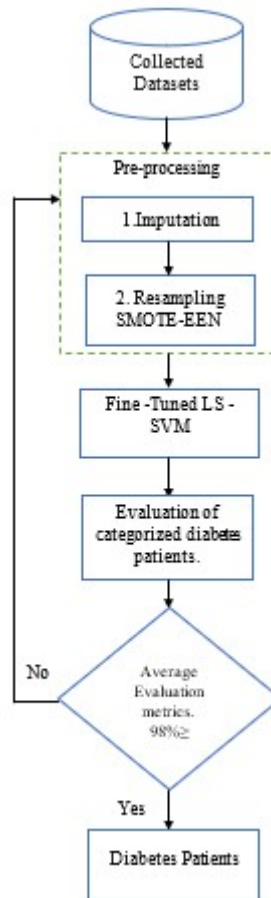 Collected
Datasets
Pre-processing
1.Imputation
2. Resampling
SMOTE-EEN
Fine -Tuned LS -
SVM
Evaluation of
categorized diabetes
patients.
Average
Evaluation
metrics.
98%≥
No
Yes
Diabetes Patients